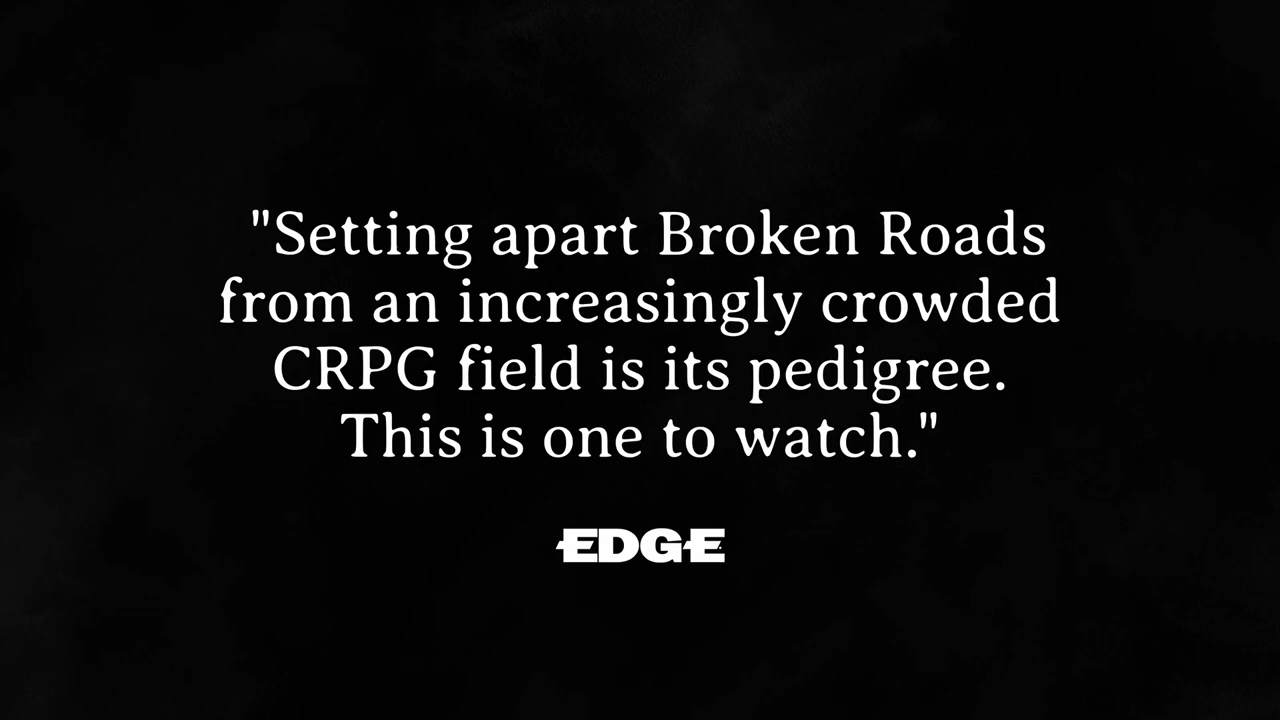 "Setting apart Broken Roads
from an increasingly crowded
CRPG field is its pedigree.
This is one to watch."
EDGE